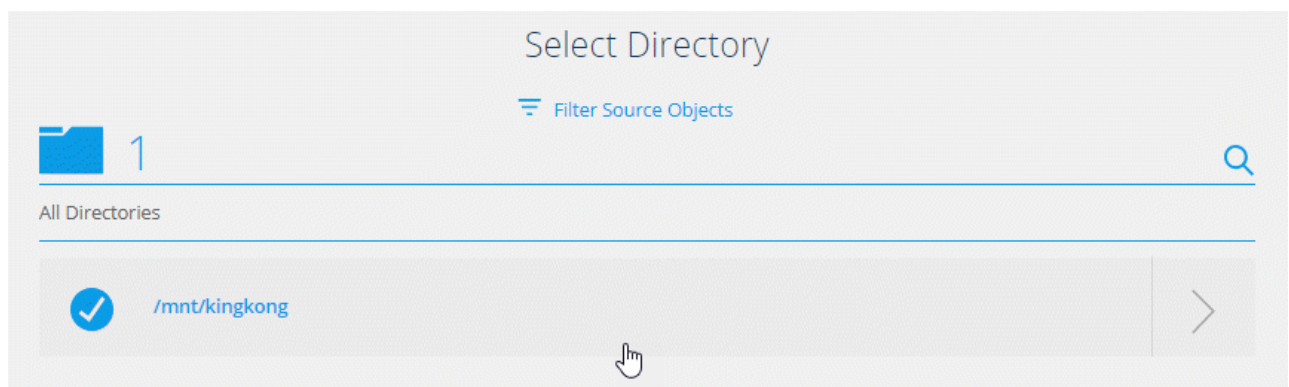 Select Directory
Filter Source Objects
1
All Directories
/mnt/kingkong